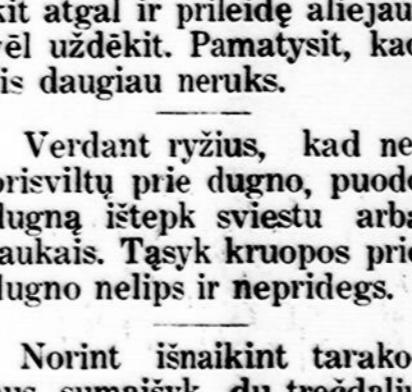 kit atgal ir prileidę aliejau
vėl uždėkit. Pamatysit, kad
is daugiau neruks.
Verdant ryžius, kad ne
prisviltų prie dugno, puodo
dugną ištepk sviestu arba
taukais. Tąsyk kruopos prie
dugno nelips ir nepridegs.
Norint išnaikint tarako
sumaišyk du trečdali